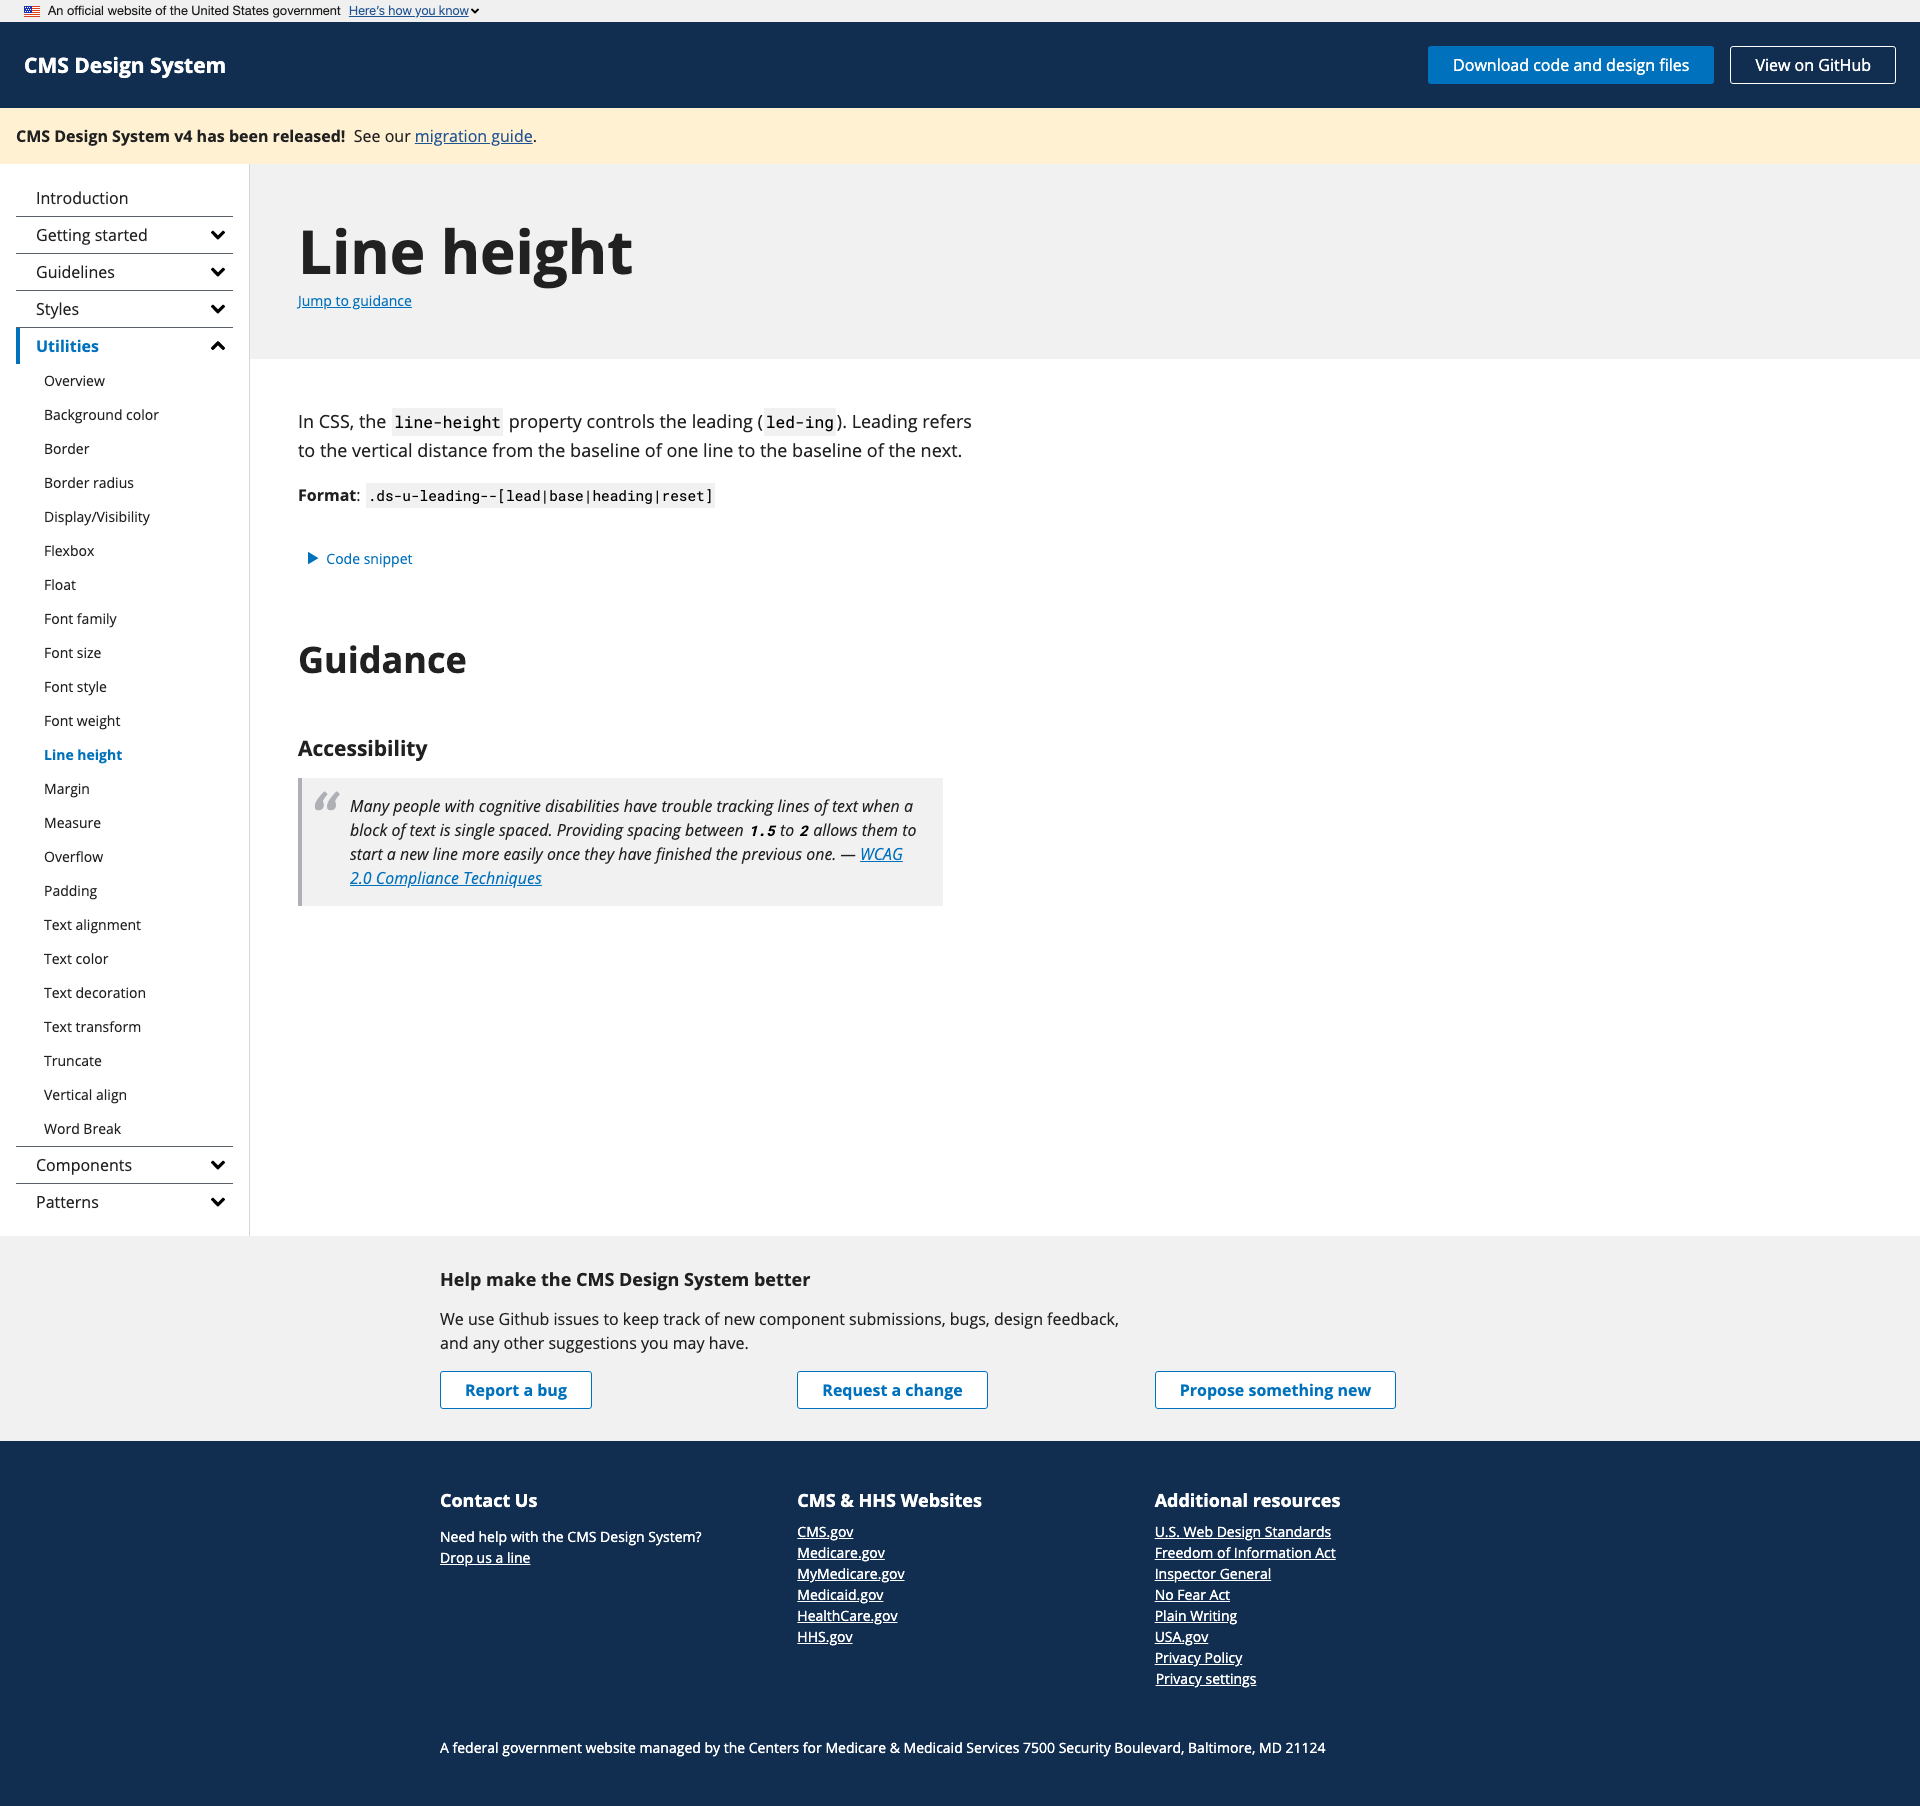 An official website of the United States government Here's how you know
CMS Design System
Download code and design files
View on GitHub
CMS Design System v4 has been released! See our migration guide.
Introduction
Getting started
Guidelines
Styles
Utilities
Overview
Background color
Border
Border radius
Display/Visibility
Flexbox
Float
Font family
Font size
Font style
Font weight
Line height
Margin
Measure
Overflow
Padding
Text alignment
Text color
Text decoration
Text transform
Truncate
Vertical align
Word Break
Components
Patterns
Line height
Jump to guidance
In CSS, the line-height property controls the leading (led-ing). Leading refers
to the vertical distance from the baseline of one line to the baseline of the next.
Format: .ds-u-leading--[lead|base|heading|reset]
Code snippet
Guidance
Accessibility
Many people with cognitive disabilities have trouble tracking lines of text when a
block of text is single spaced. Providing spacing between 1.5 to 2 allows them to
start a new line more easily once they have finished the previous one. — WCAG
2.0 Compliance Techniques
Help make the CMS Design System better
We use Github issues to keep track of new component submissions, bugs, design feedback,
and any other suggestions you may have.
Report a bug
Request a change
Propose something new
Contact Us
Need help with the CMS Design System?
Drop us a line
CMS & HHS Websites
CMS.gov
Medicare.gov
MyMedicare.gov
Medicaid.gov
HealthCare.gov
HHS.gov
Additional resources
U.S. Web Design Standards
Freedom of Information Act
Inspector General
No Fear Act
Plain Writing
USA.gov
Privacy Policy
Privacy settings
A federal government website managed by the Centers for Medicare & Medicaid Services 7500 Security Boulevard, Baltimore, MD 21124